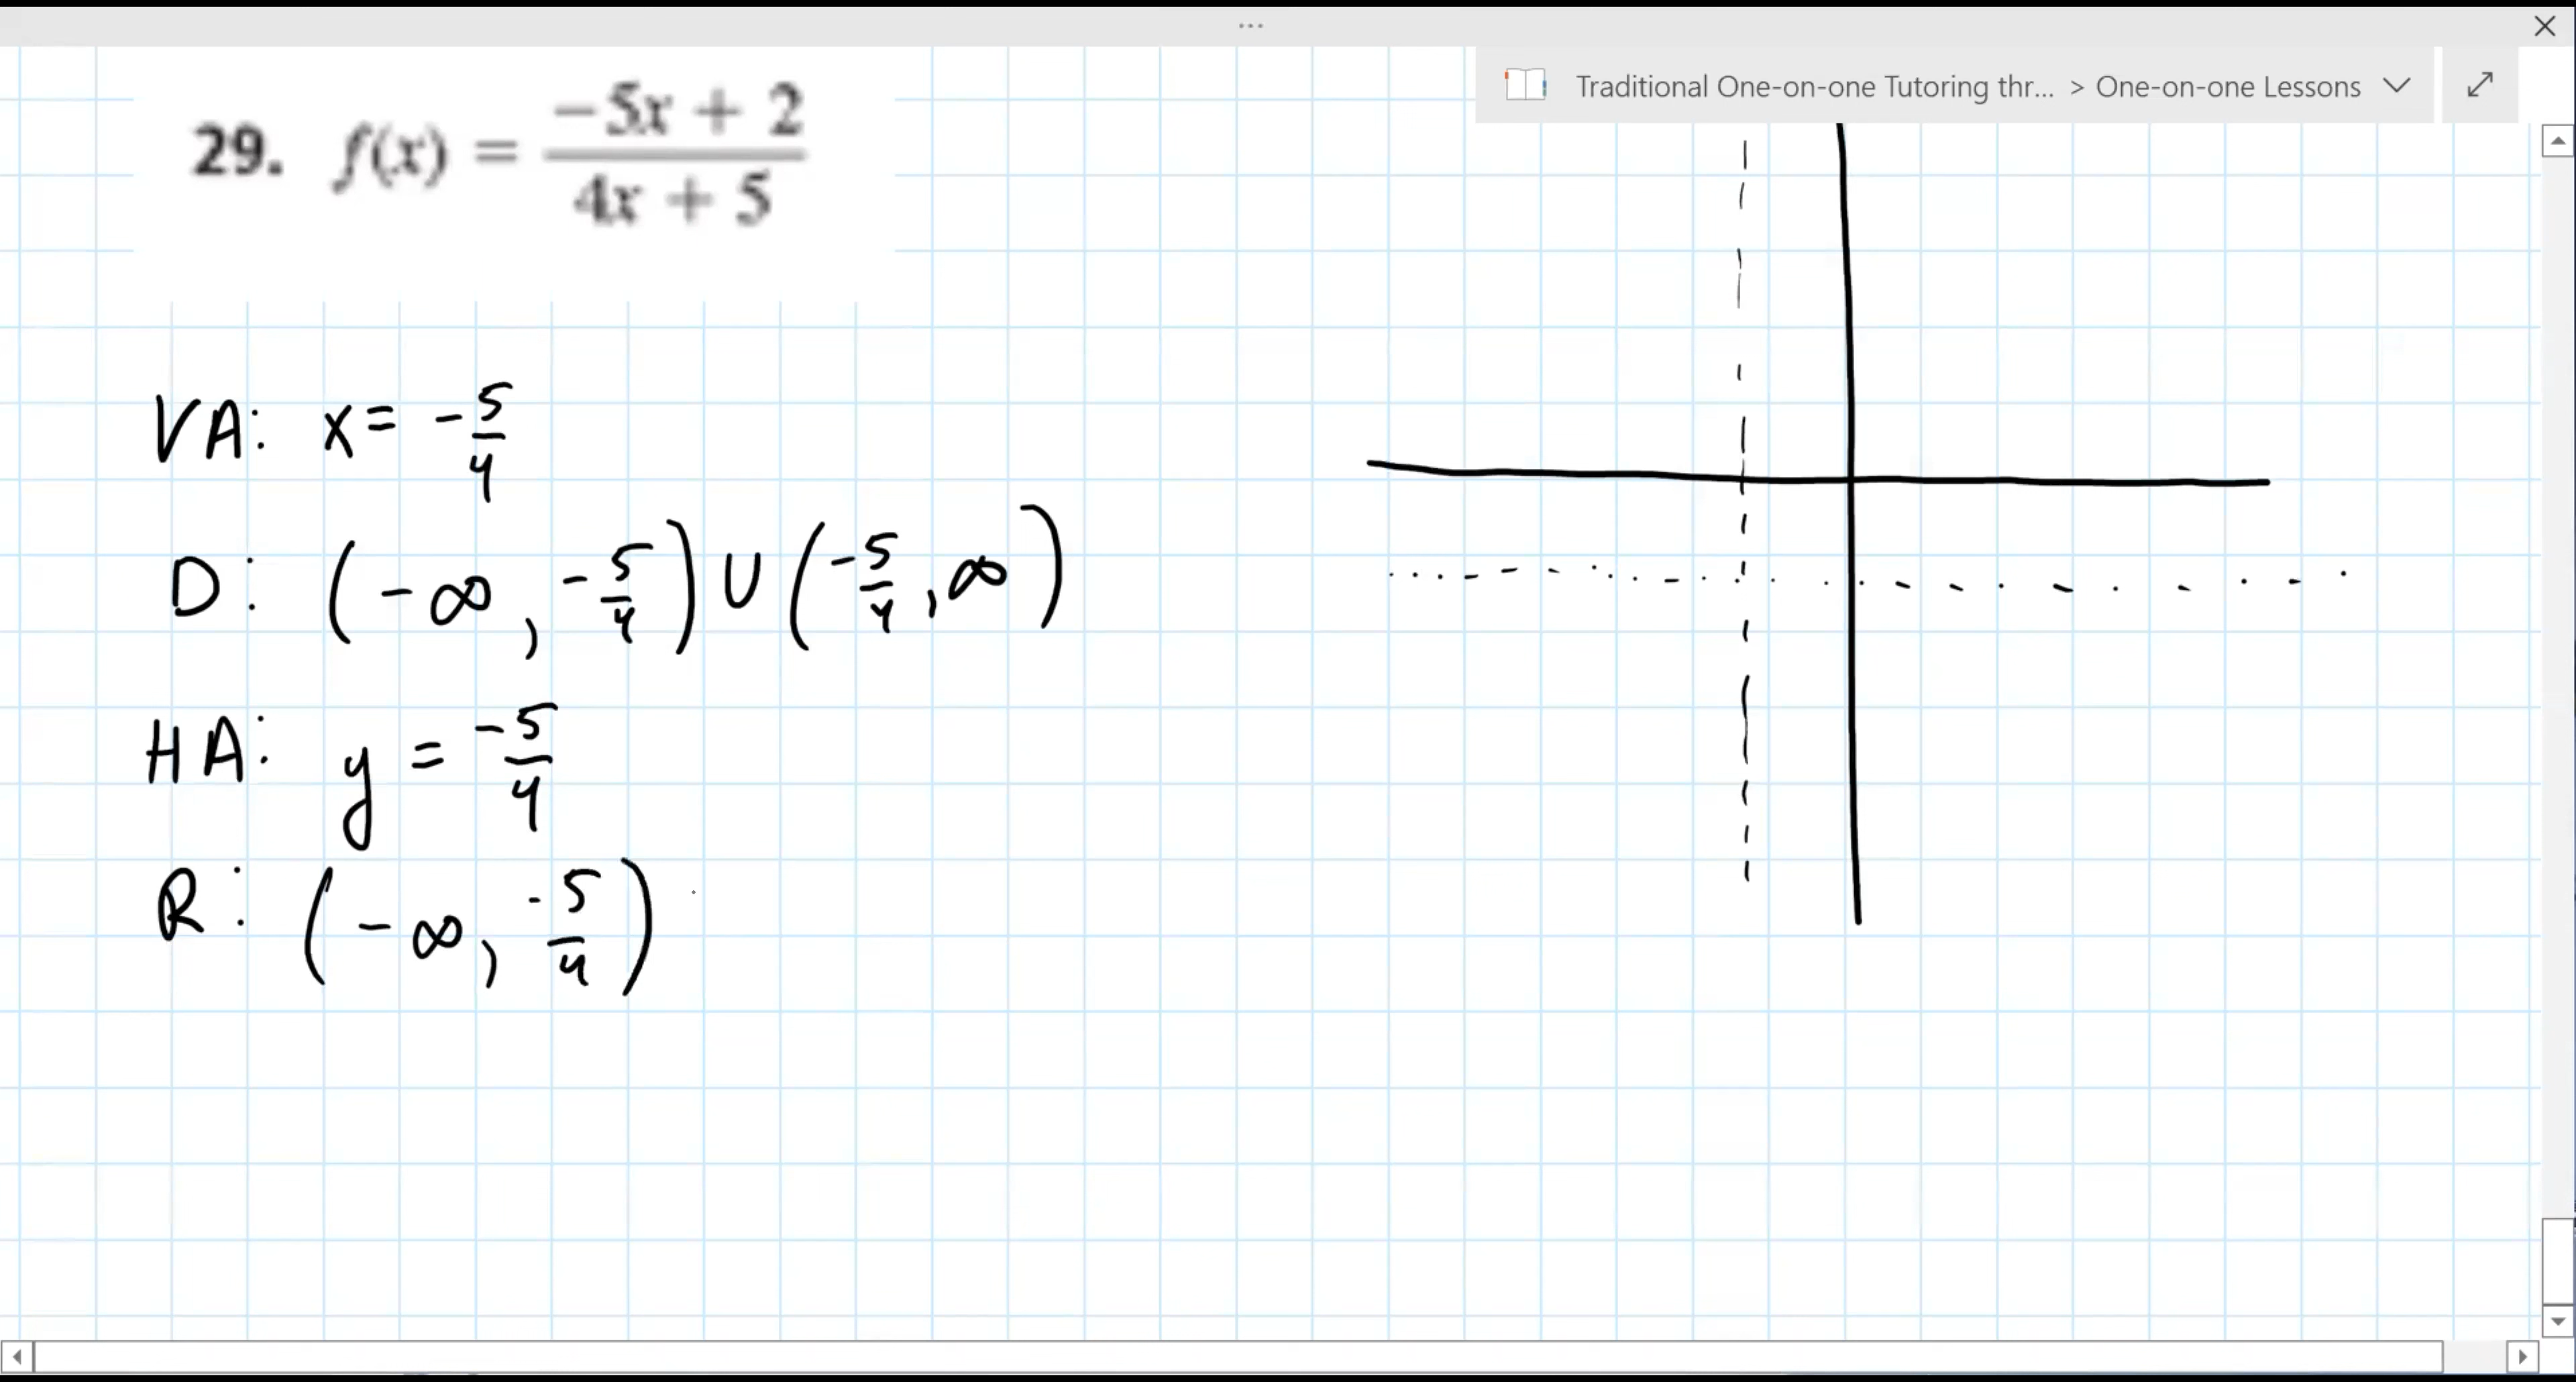 Traditional One-on-one Tutoring thr... > One-on-one Lessons
29. f(x) = (-5x + 2)/(4x + 5)
VA: x = -5/4
D: (-∞, -5/4) ∪ (-5/4, ∞)
HA: y = -5/4
R: (-∞, -5/4)